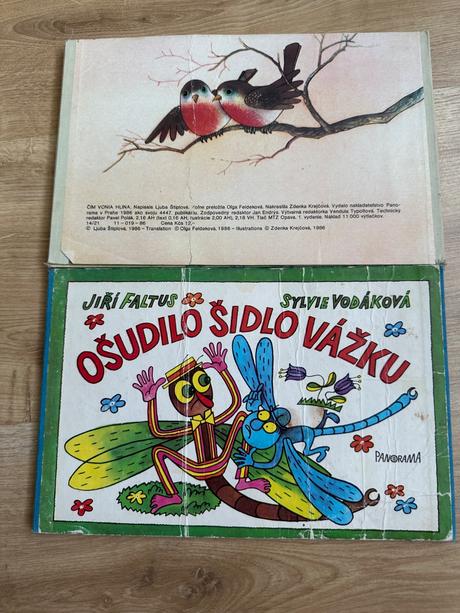 ČÍM VONIA HLINA. Napísala Ljuba Štíplová. Voľne preložila Olga Feldeková. Nakreslila Zdenka Krejčová. Vydalo nakladateľstvo Pano-
rama v Prahe 1986 ako svoju 4447. publikáciu. Zodpovedný redaktor Jan Endrýs. Výtvarná redaktorka Vendula Typoltová. Technický
redaktor Pavel Polák. 2,16 AH (text 0,16 AH, ilustrácie 2,00 AH), 2,18 VH. Tlač MTZ Opava. 1. vydanie. Náklad 11 000 výtlačkov.
14/21 11—019—86 Cena Kčs 12,-
© Ljuba Štíplová, 1986 – Translation © Olga Feldeková, 1986 – Illustrations © Zdenka Krejčová, 1986
JIŘÍ FALTUS SYLVIE VODÁKOVÁ
OŠUDILO ŠIDLO VÁŽKU
PANORAMA